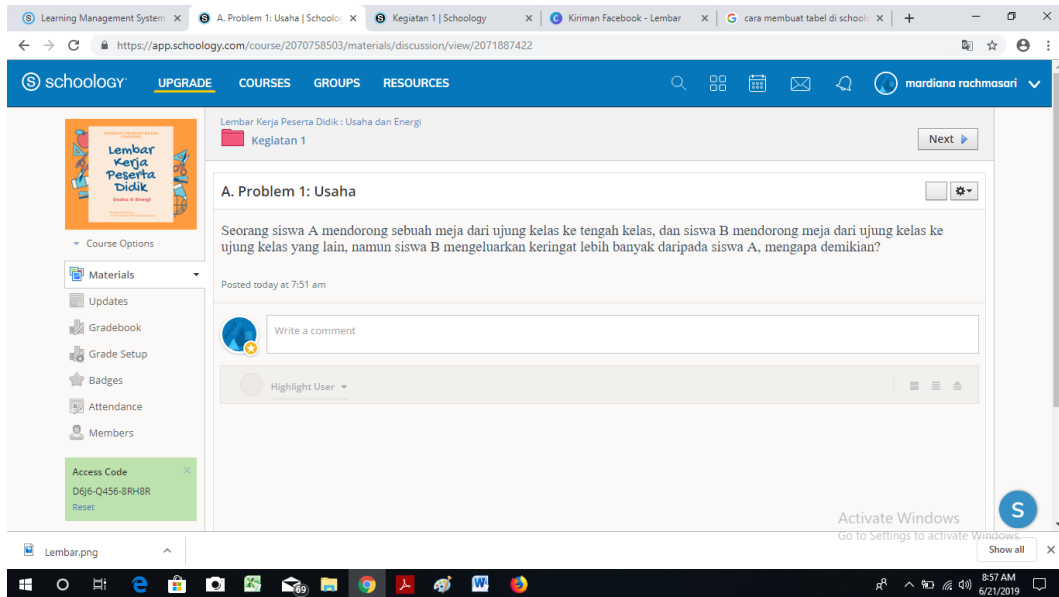 Learning Management System
A. Problem 1: Usaha | Schoolog
Kegiatan 1 | Schoology
Kiriman Facebook - Lembar
cara membuat tabel di schoolo
https://app.schoology.com/course/2070758503/materials/discussion/view/2071887422
schoology
UPGRADE
COURSES
GROUPS
RESOURCES
mardiana rachmasari
Lembar
Kerja
Peserta
Didik
Usaha & Energi
Course Options
Materials
Updates
Gradebook
Grade Setup
Badges
Attendance
Members
Access Code
D6J6-Q456-8RH8R
Reset
Lembar Kerja Peserta Didik : Usaha dan Energi
Kegiatan 1
Next
A. Problem 1: Usaha
Seorang siswa A mendorong sebuah meja dari ujung kelas ke tengah kelas, dan siswa B mendorong meja dari ujung kelas ke
ujung kelas yang lain, namun siswa B mengeluarkan keringat lebih banyak daripada siswa A, mengapa demikian?
Posted today at 7:51 am
Write a comment
Highlight User
S
Activate Windows
Go to Settings to activate Windows.
Lembar.png
Show all
69
8:57 AM
6/21/2019